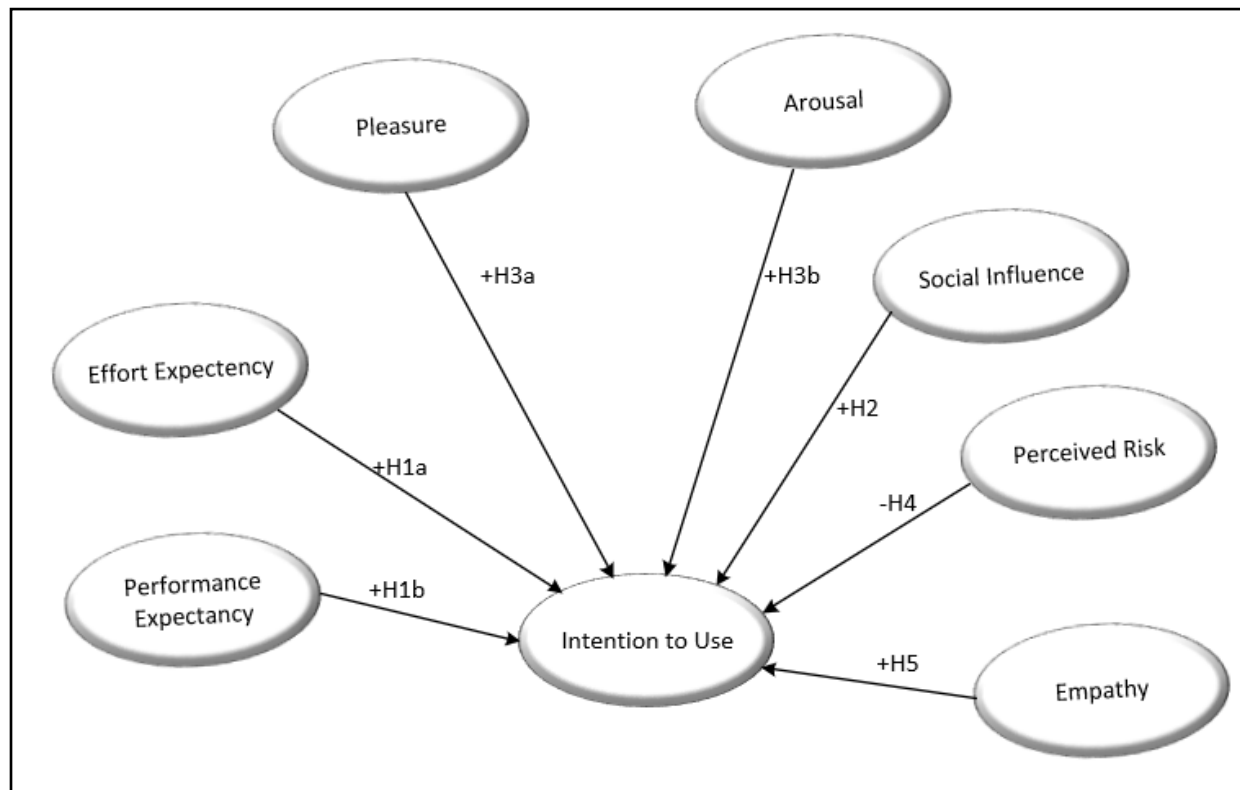 Arousal
Pleasure
+H3a
+H3b
Social Influence
Effort Expectency
+H2
+H1a
Perceived Risk
-H4
Performance
Expectancy
+H1b
Intention to Use
+H5
Empathy